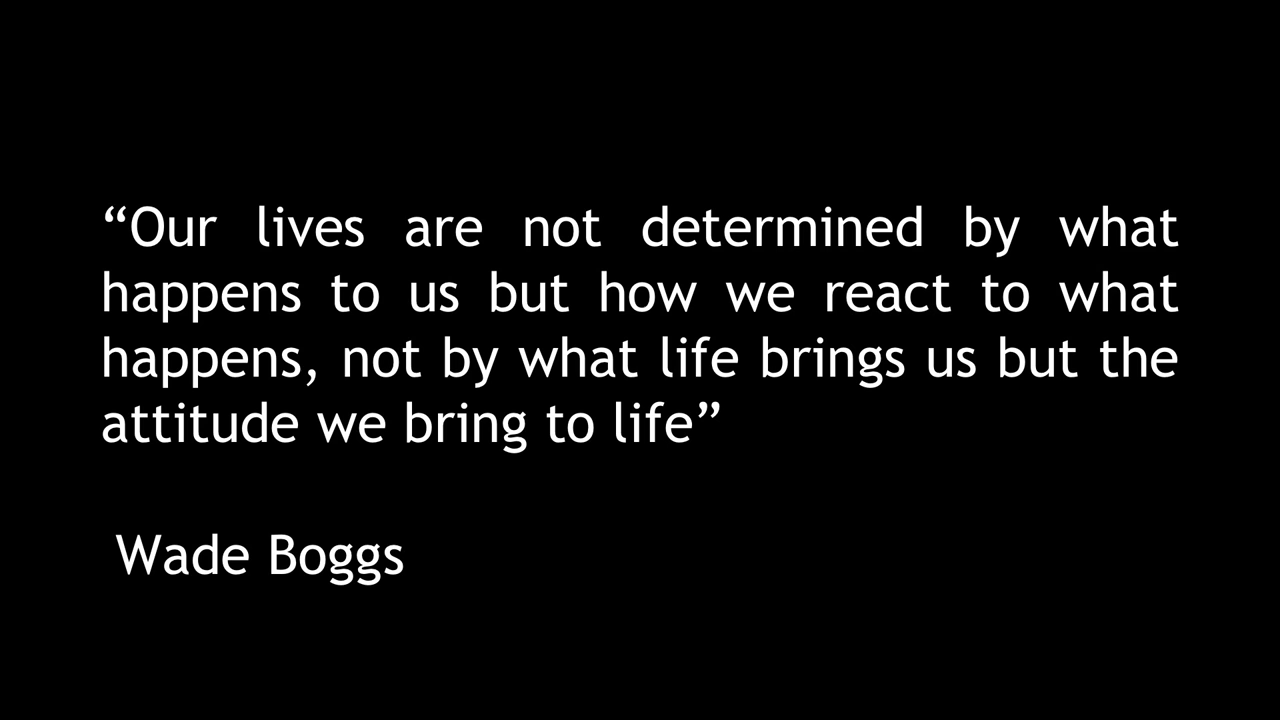 “Our lives are not determined by what
happens to us but how we react to what
happens, not by what life brings us but the
attitude we bring to life”
Wade Boggs